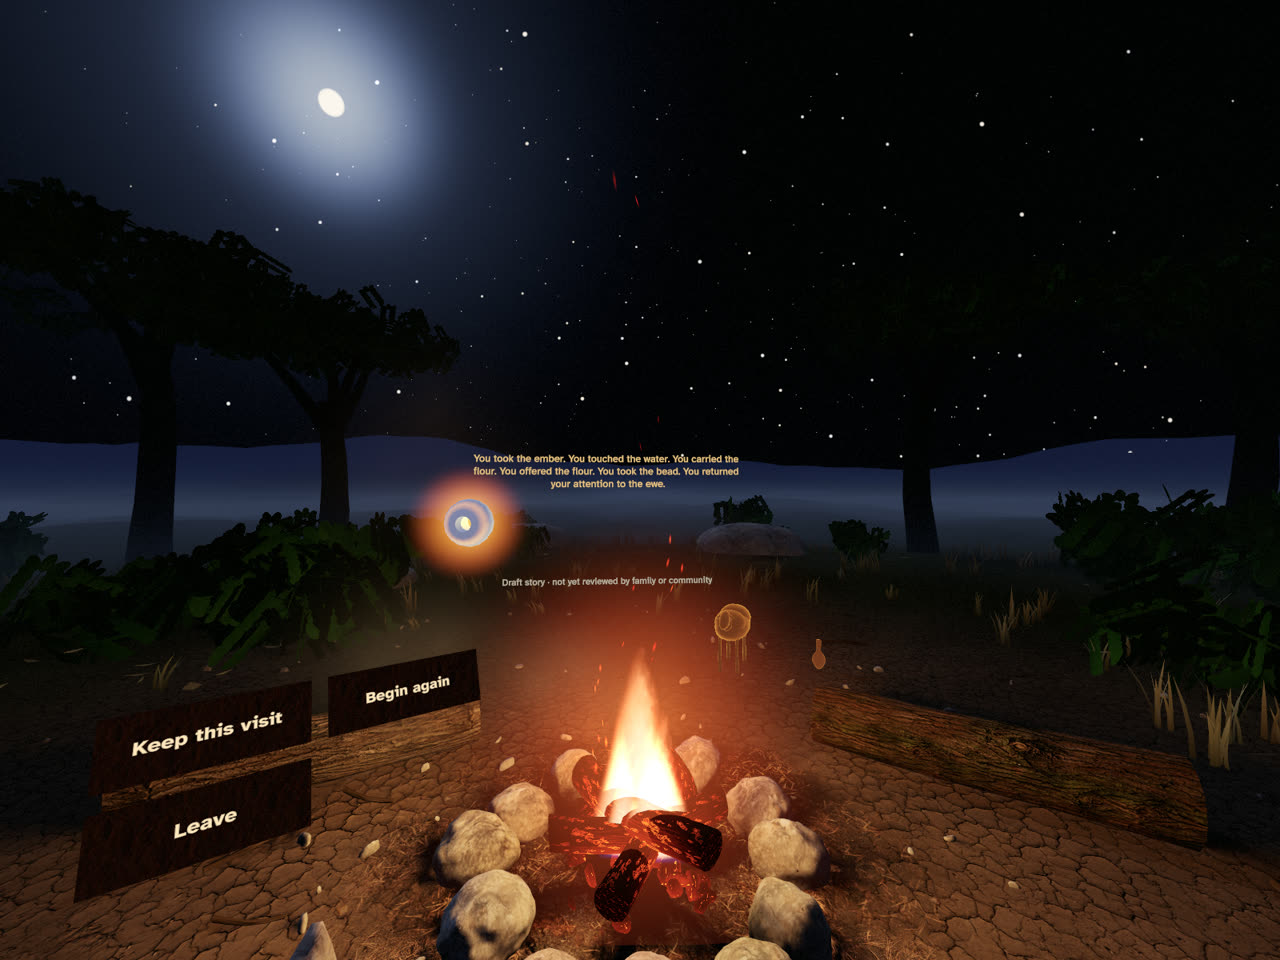 You took the ember. You touched the water. You carried the
flour. You offered the flour. You took the bead. You returned
your attention to the ewe.
Draft story · not yet reviewed by family or community
Begin again
Keep this visit
Leave